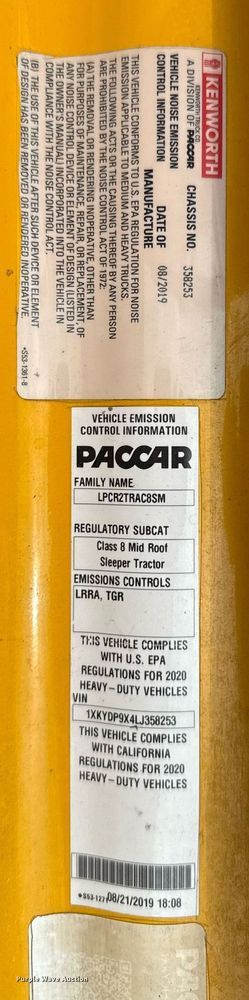 KENWORTH
KENWORTH TRUCK CO.
A DIVISION OF PACCAR
CHASSIS NO. 358253
VEHICLE NOISE EMISSION
CONTROL INFORMATION
DATE OF
MANUFACTURE
08/2019
THIS VEHICLE CONFORMS TO U.S. EPA REGULATION FOR NOISE
EMISSION APPLICABLE TO MEDIUM AND HEAVY TRUCKS.
THE FOLLOWING ACTS OR THE CAUSING THEREOF BY ANY PERSON
ARE PROHIBITED BY THE NOISE CONTROL ACT OF 1972:
(A) THE REMOVAL OR RENDERING INOPERATIVE, OTHER THAN
FOR PURPOSES OF MAINTENANCE, REPAIR, OR REPLACEMENT, OF
ANY NOISE CONTROL DEVICE OR ELEMENT OF DESIGN (LISTED IN
THE OWNER'S MANUAL) INCORPORATED INTO THE VEHICLE IN
COMPLIANCE WITH THE NOISE CONTROL ACT.
(B) THE USE OF THIS VEHICLE AFTER SUCH DEVICE OR ELEMENT
OF DESIGN HAS BEEN REMOVED OR RENDERED INOPERATIVE.
•S53-1361-8
VEHICLE EMISSION
CONTROL INFORMATION
PACCAR
FAMILY NAME
LPCR2TRAC8SM
REGULATORY SUBCAT
Class 8 Mid Roof
Sleeper Tractor
EMISSIONS CONTROLS
LRRA, TGR
THIS VEHICLE COMPLIES
WITH U.S. EPA
REGULATIONS FOR 2020
HEAVY-DUTY VEHICLES
VIN
1XKYDP9X4LJ358253
THIS VEHICLE COMPLIES
WITH CALIFORNIA
REGULATIONS FOR 2020
HEAVY-DUTY VEHICLES
08/21/2019 18:08
Purple Wave Auction